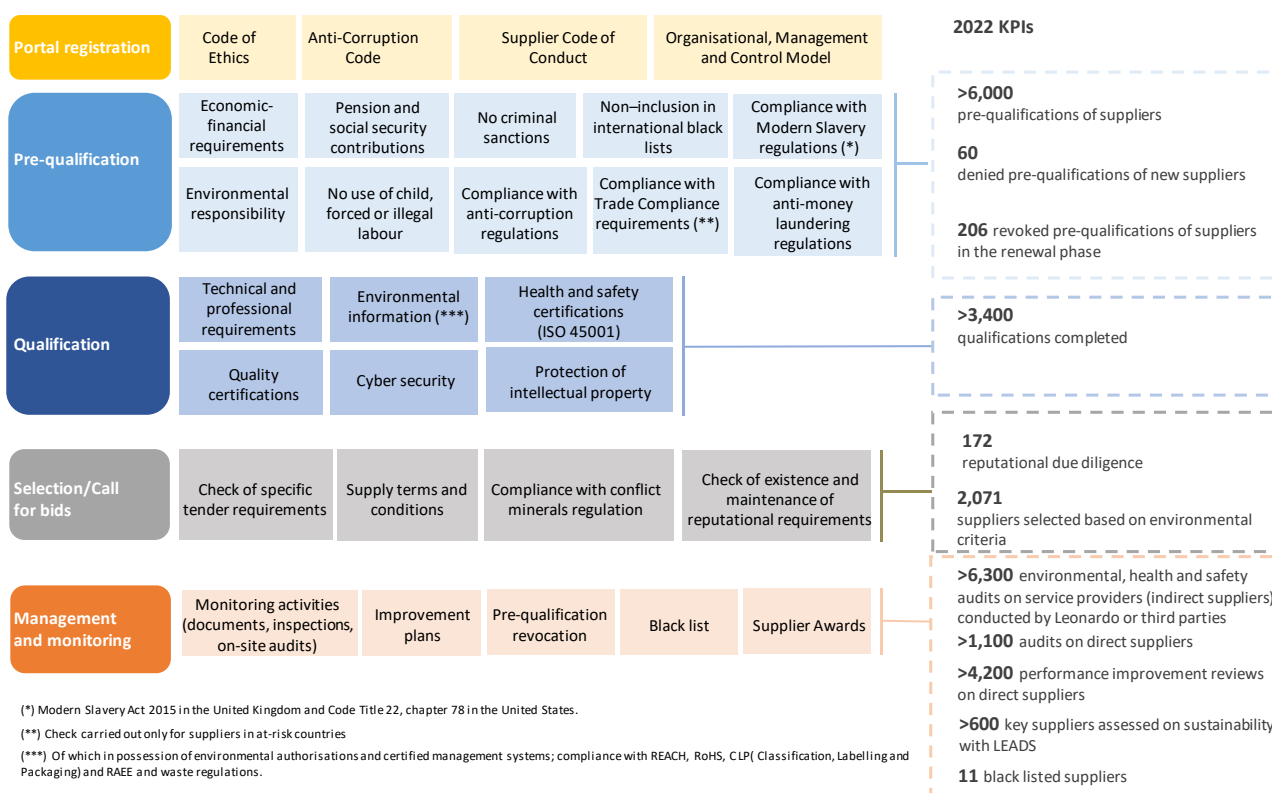 Portal registration
Code of
Ethics
Anti-Corruption
Code
Supplier Code of
Conduct
Organisational, Management
and Control Model
2022 KPIs
Pre-qualification
Economic-
financial
requirements
Pension and
social security
contributions
No criminal
sanctions
Non–inclusion in
international black
lists
Compliance with
Modern Slavery
regulations (*)
Environmental
responsibility
No use of child,
forced or illegal
labour
Compliance with
anti-corruption
regulations
Compliance with
Trade Compliance
requirements (**)
Compliance with
anti-money
laundering
regulations
>6,000
pre-qualifications of suppliers
60
denied pre-qualifications of new suppliers
206 revoked pre-qualifications of suppliers
in the renewal phase
Qualification
Technical and
professional
requirements
Environmental
information (***)
Health and safety
certifications
(ISO 45001)
Quality
certifications
Cyber security
Protection of
intellectual property
>3,400
qualifications completed
Selection/Call
for bids
Check of specific
tender requirements
Supply terms and
conditions
Compliance with conflict
minerals regulation
Check of existence and
maintenance of
reputational requirements
172
reputational due diligence
2,071
suppliers selected based on environmental
criteria
Management
and monitoring
Monitoring activities
(documents, inspections,
on-site audits)
Improvement
plans
Pre-qualification
revocation
Black list
Supplier Awards
>6,300 environmental, health and safety
audits on service providers (indirect suppliers)
conducted by Leonardo or third parties
>1,100 audits on direct suppliers
>4,200 performance improvement reviews
on direct suppliers
>600 key suppliers assessed on sustainability
with LEADS
11 black listed suppliers
(*) Modern Slavery Act 2015 in the United Kingdom and Code Title 22, chapter 78 in the United States.
(**) Check carried out only for suppliers in at-risk countries
(***) Of which in possession of environmental authorisations and certified management systems; compliance with REACH, RoHS, CLP( Classification, Labelling and
Packaging) and RAEE and waste regulations.